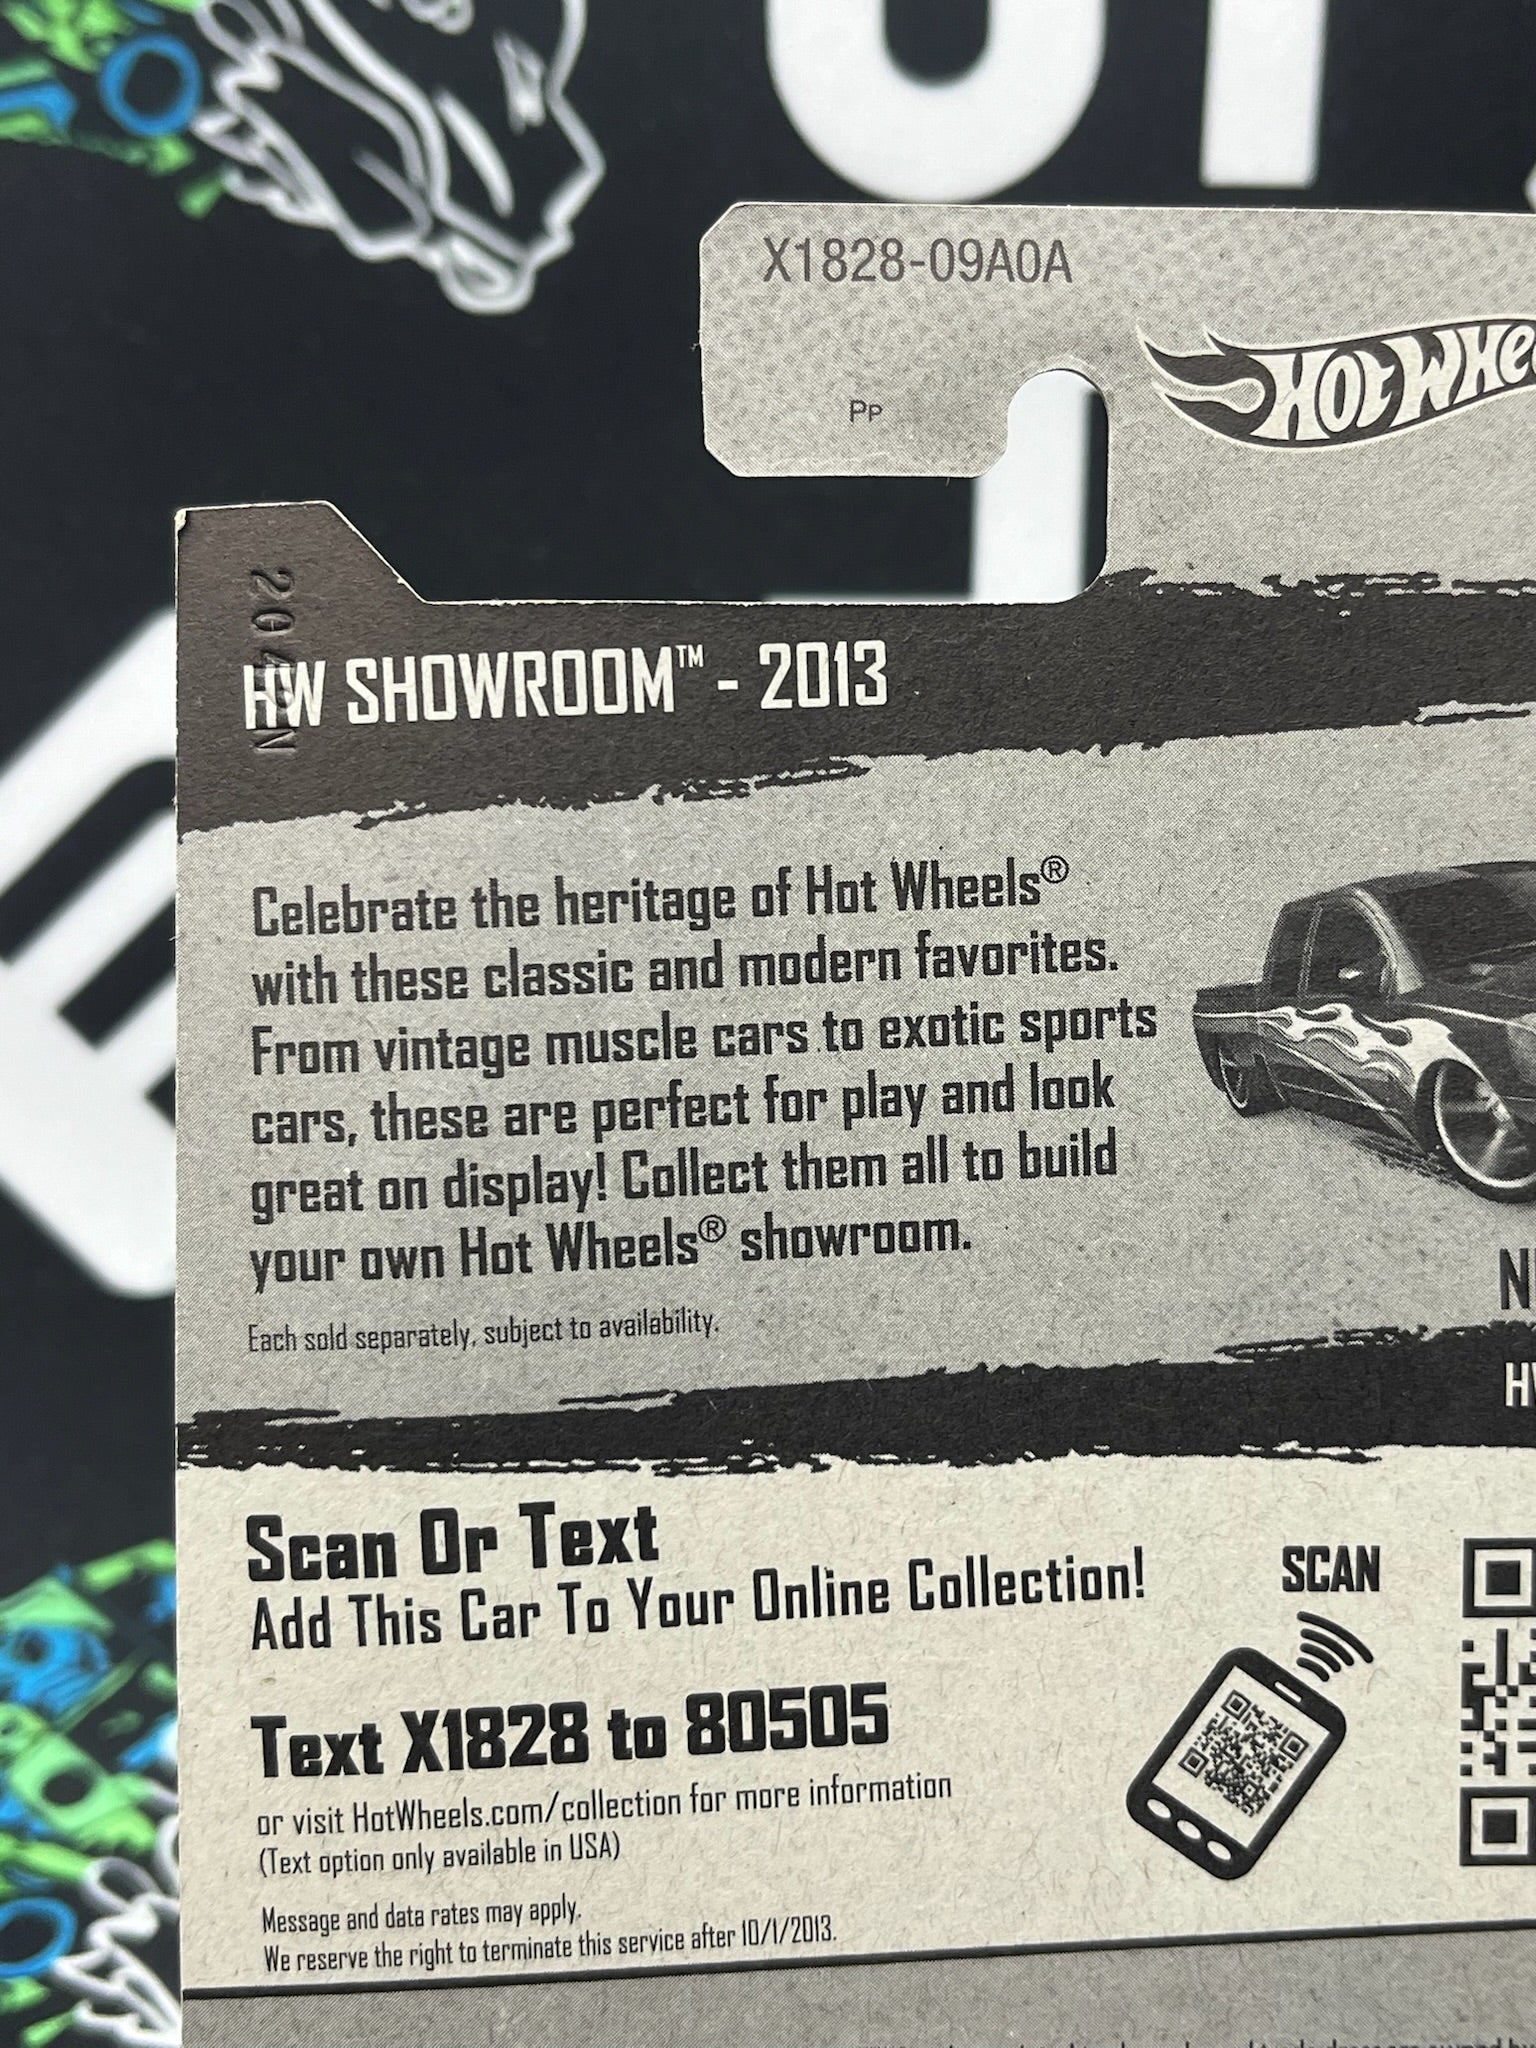 X1828-09A0A
Pp
HW SHOWROOM™ - 2013
Celebrate the heritage of Hot Wheels®
with these classic and modern favorites.
From vintage muscle cars to exotic sports
cars, these are perfect for play and look
great on display! Collect them all to build
your own Hot Wheels® showroom.
Each sold separately, subject to availability.
Scan Or Text
Add This Car To Your Online Collection!
SCAN
Text X1828 to 80505
or visit HotWheels.com/collection for more information
(Text option only available in USA)
Message and data rates may apply.
We reserve the right to terminate this service after 10/1/2013.